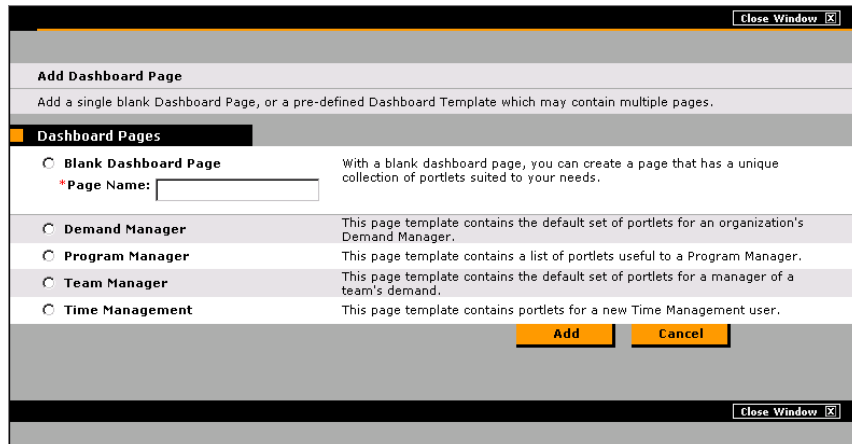 Close Window
Add Dashboard Page
Add a single blank Dashboard Page, or a pre-defined Dashboard Template which may contain multiple pages.
Dashboard Pages
Blank Dashboard Page
With a blank dashboard page, you can create a page that has a unique
collection of portlets suited to your needs.
*Page Name:
Demand Manager
This page template contains the default set of portlets for an organization's
Demand Manager.
Program Manager
This page template contains a list of portlets useful to a Program Manager.
Team Manager
This page template contains the default set of portlets for a manager of a
team's demand.
Time Management
This page template contains portlets for a new Time Management user.
Add
Cancel
Close Window